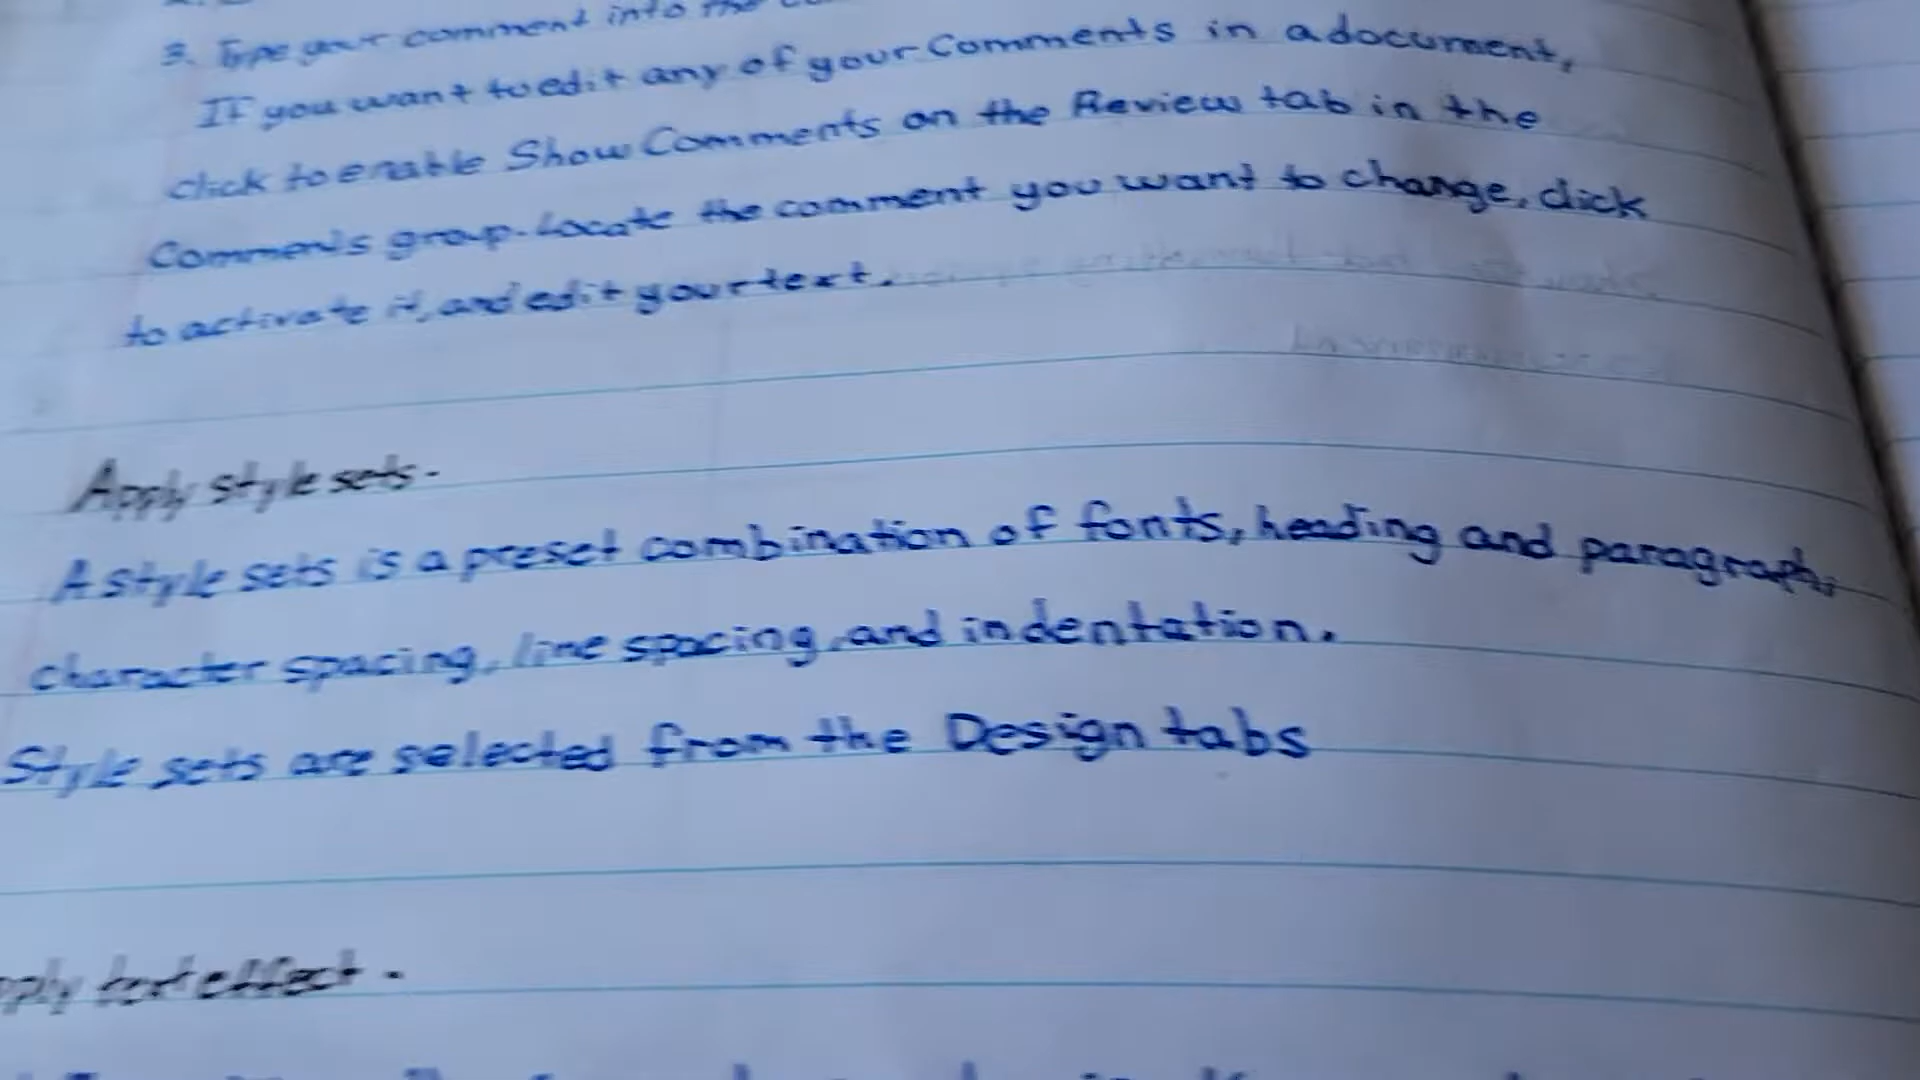 3. Type your comment into the
If you want to edit any of your Comments in a document,
click to enable Show Comments on the Review tab in the
Comments group. Locate the comment you want to change, click
to activate it, and edit your text.
Apply style sets.
A style sets is a preset combination of fonts, heading and paragraph,
character spacing, line spacing, and indentation.
Style sets are selected from the Design tabs
pply text effect.